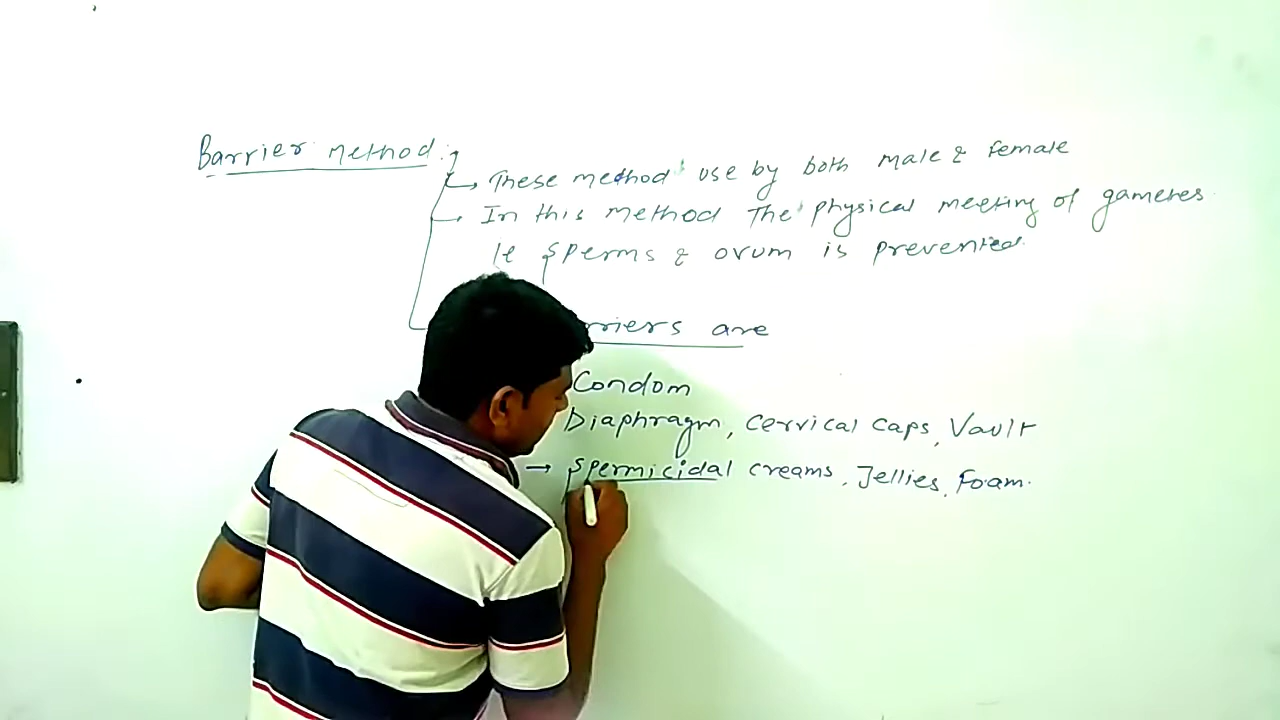 Barrier method :-
→ These method use by both male & female
→ In this method The physical meeting of gametes
ie sperms & ovum is prevented.
are
Condom
Diaphragm, Cervical caps, Vault
→ Spermicidal creams, Jellies, Foam.